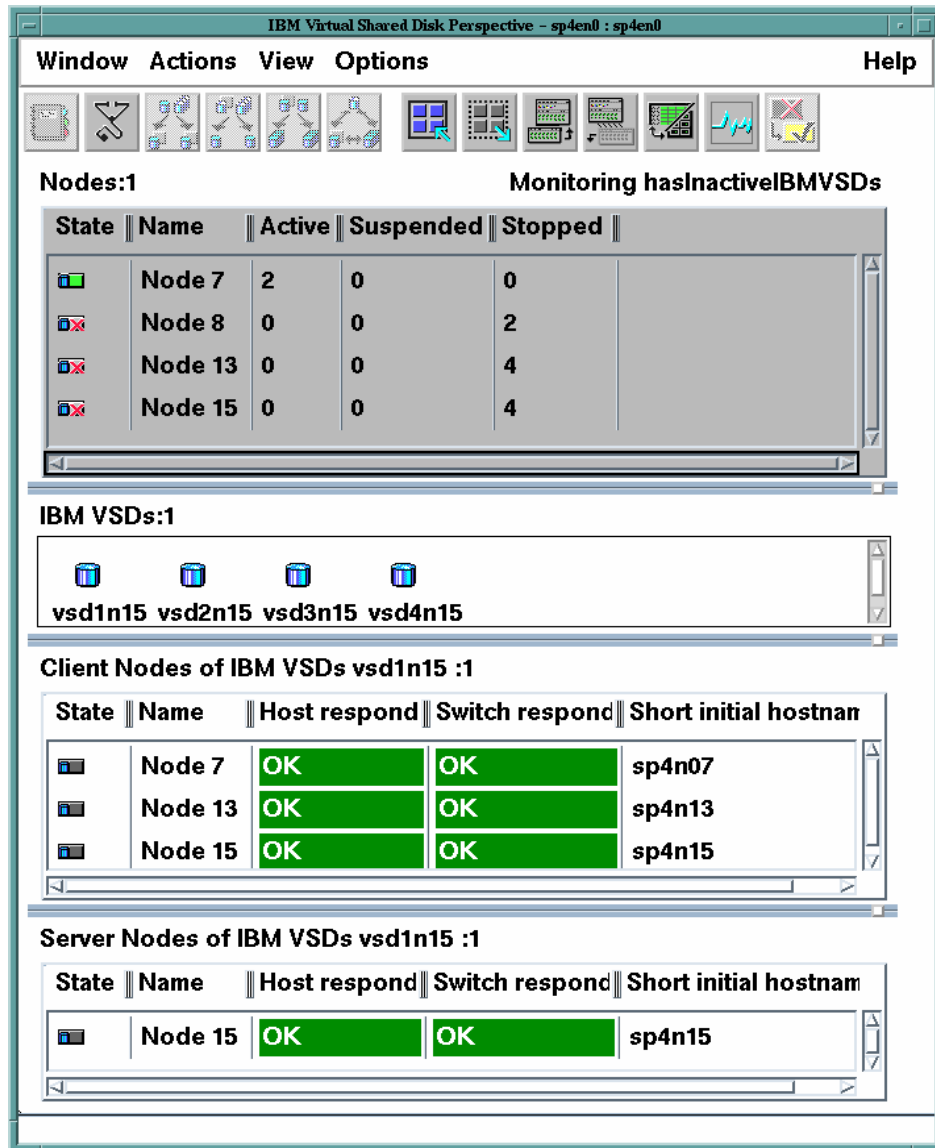 IBM Virtual Shared Disk Perspective - sp4en0 : sp4en0
Window Actions View Options Help
Nodes:1 Monitoring hasInactiveIBMVSDs
State Name Active Suspended Stopped
Node 7 2 0 0
Node 8 0 0 2
Node 13 0 0 4
Node 15 0 0 4
IBM VSDs:1
vsd1n15 vsd2n15 vsd3n15 vsd4n15
Client Nodes of IBM VSDs vsd1n15 :1
State Name Host respond Switch respond Short initial hostnam
Node 7 OK OK sp4n07
Node 13 OK OK sp4n13
Node 15 OK OK sp4n15
Server Nodes of IBM VSDs vsd1n15 :1
State Name Host respond Switch respond Short initial hostnam
Node 15 OK OK sp4n15